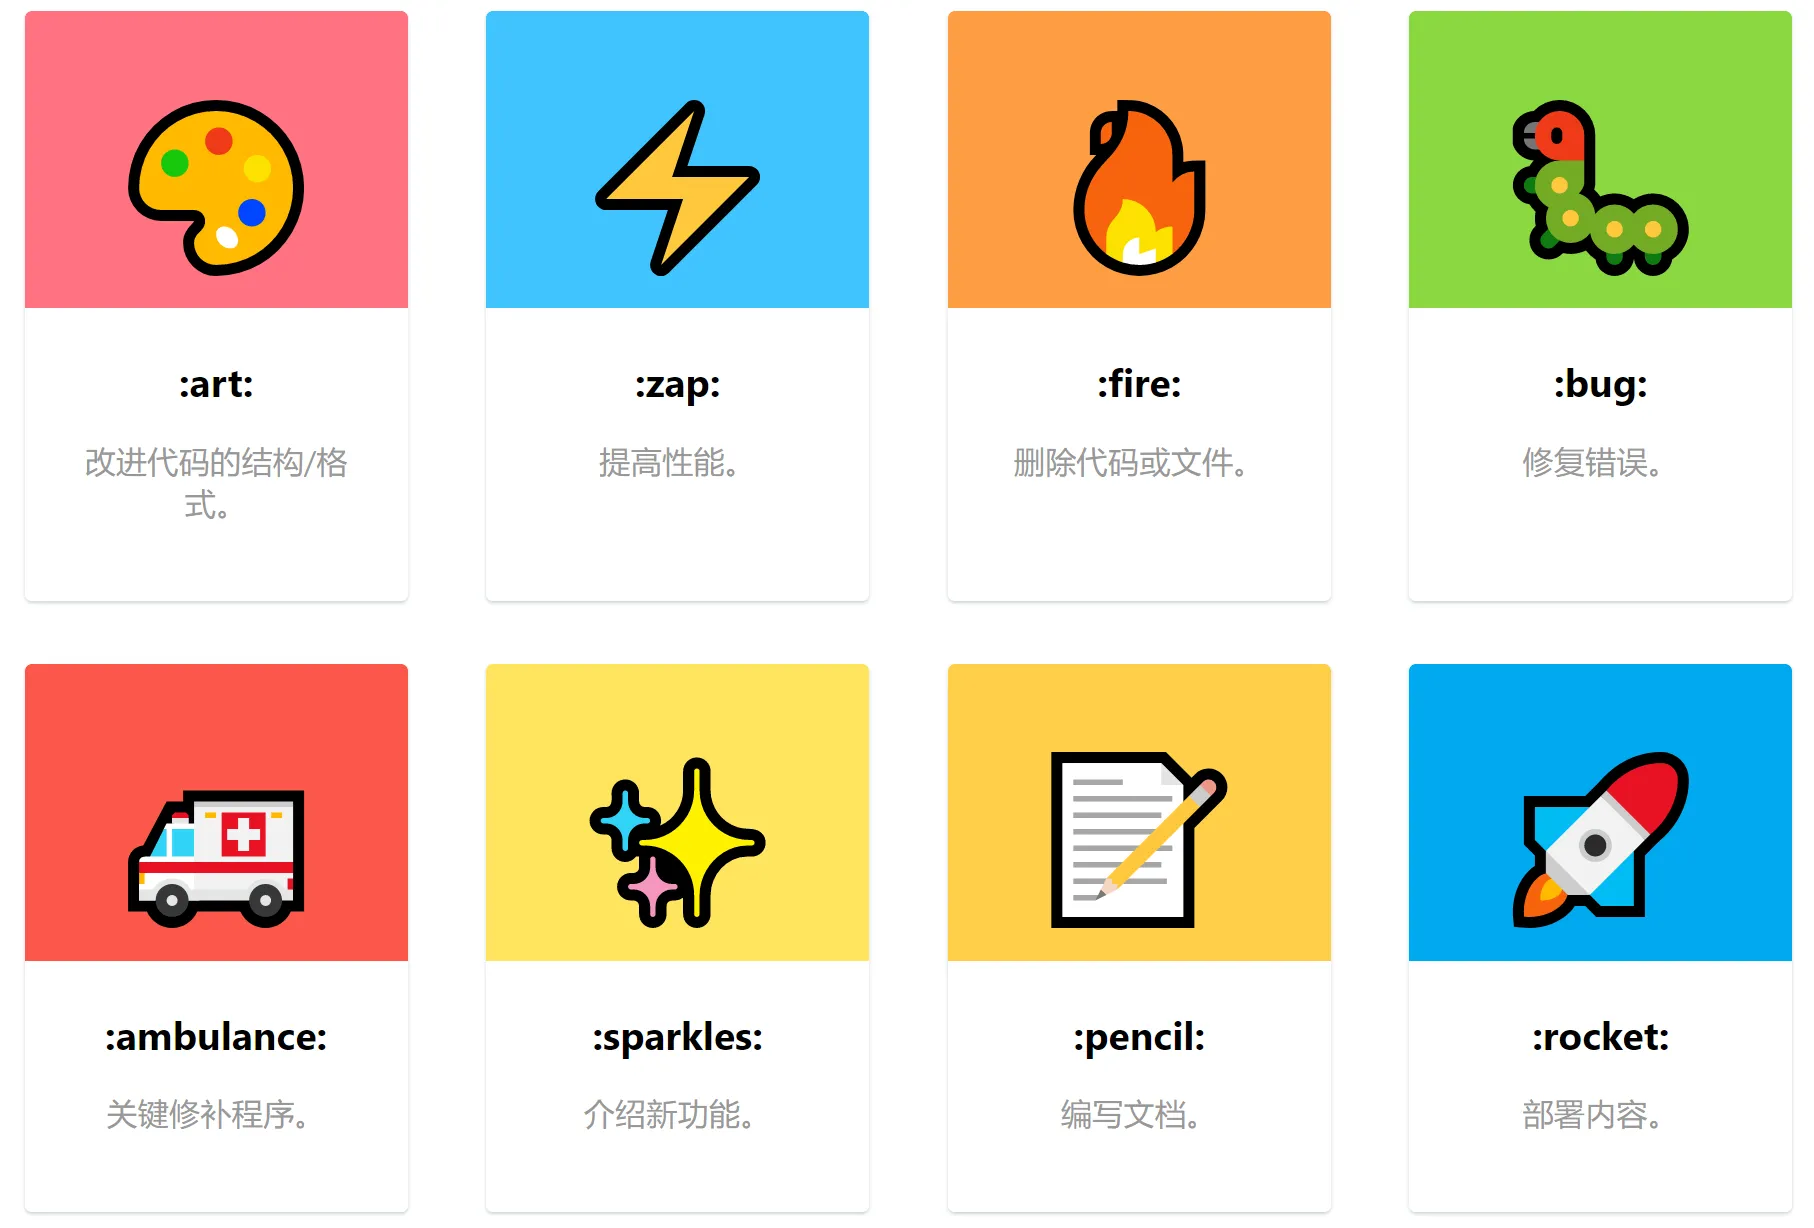 :art:
改进代码的结构/格
式。
:zap:
提高性能。
:fire:
删除代码或文件。
:bug:
修复错误。
:ambulance:
关键修补程序。
:sparkles:
介绍新功能。
:pencil:
编写文档。
:rocket:
部署内容。